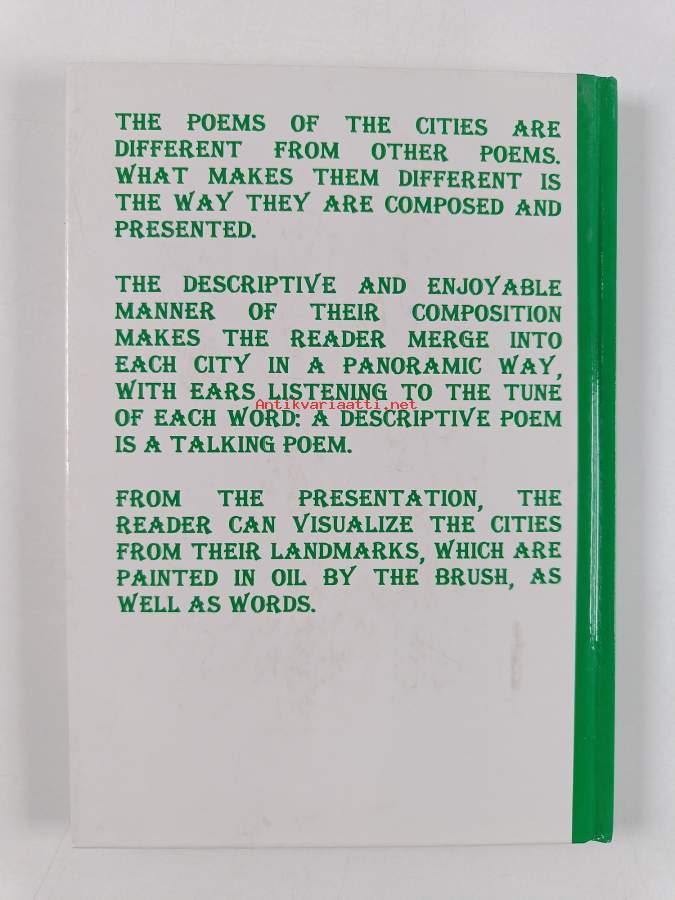 THE POEMS OF THE CITIES ARE
DIFFERENT FROM OTHER POEMS.
WHAT MAKES THEM DIFFERENT IS
THE WAY THEY ARE COMPOSED AND
PRESENTED.
THE DESCRIPTIVE AND ENJOYABLE
MANNER OF THEIR COMPOSITION
MAKES THE READER MERGE INTO
EACH CITY IN A PANORAMIC WAY,
WITH EARS LISTENING TO THE TUNE
Antikvariaatti.net
OF EACH WORD: A DESCRIPTIVE POEM
IS A TALKING POEM.
FROM THE PRESENTATION, THE
READER CAN VISUALIZE THE CITIES
FROM THEIR LANDMARKS, WHICH ARE
PAINTED IN OIL BY THE BRUSH, AS
WELL AS WORDS.